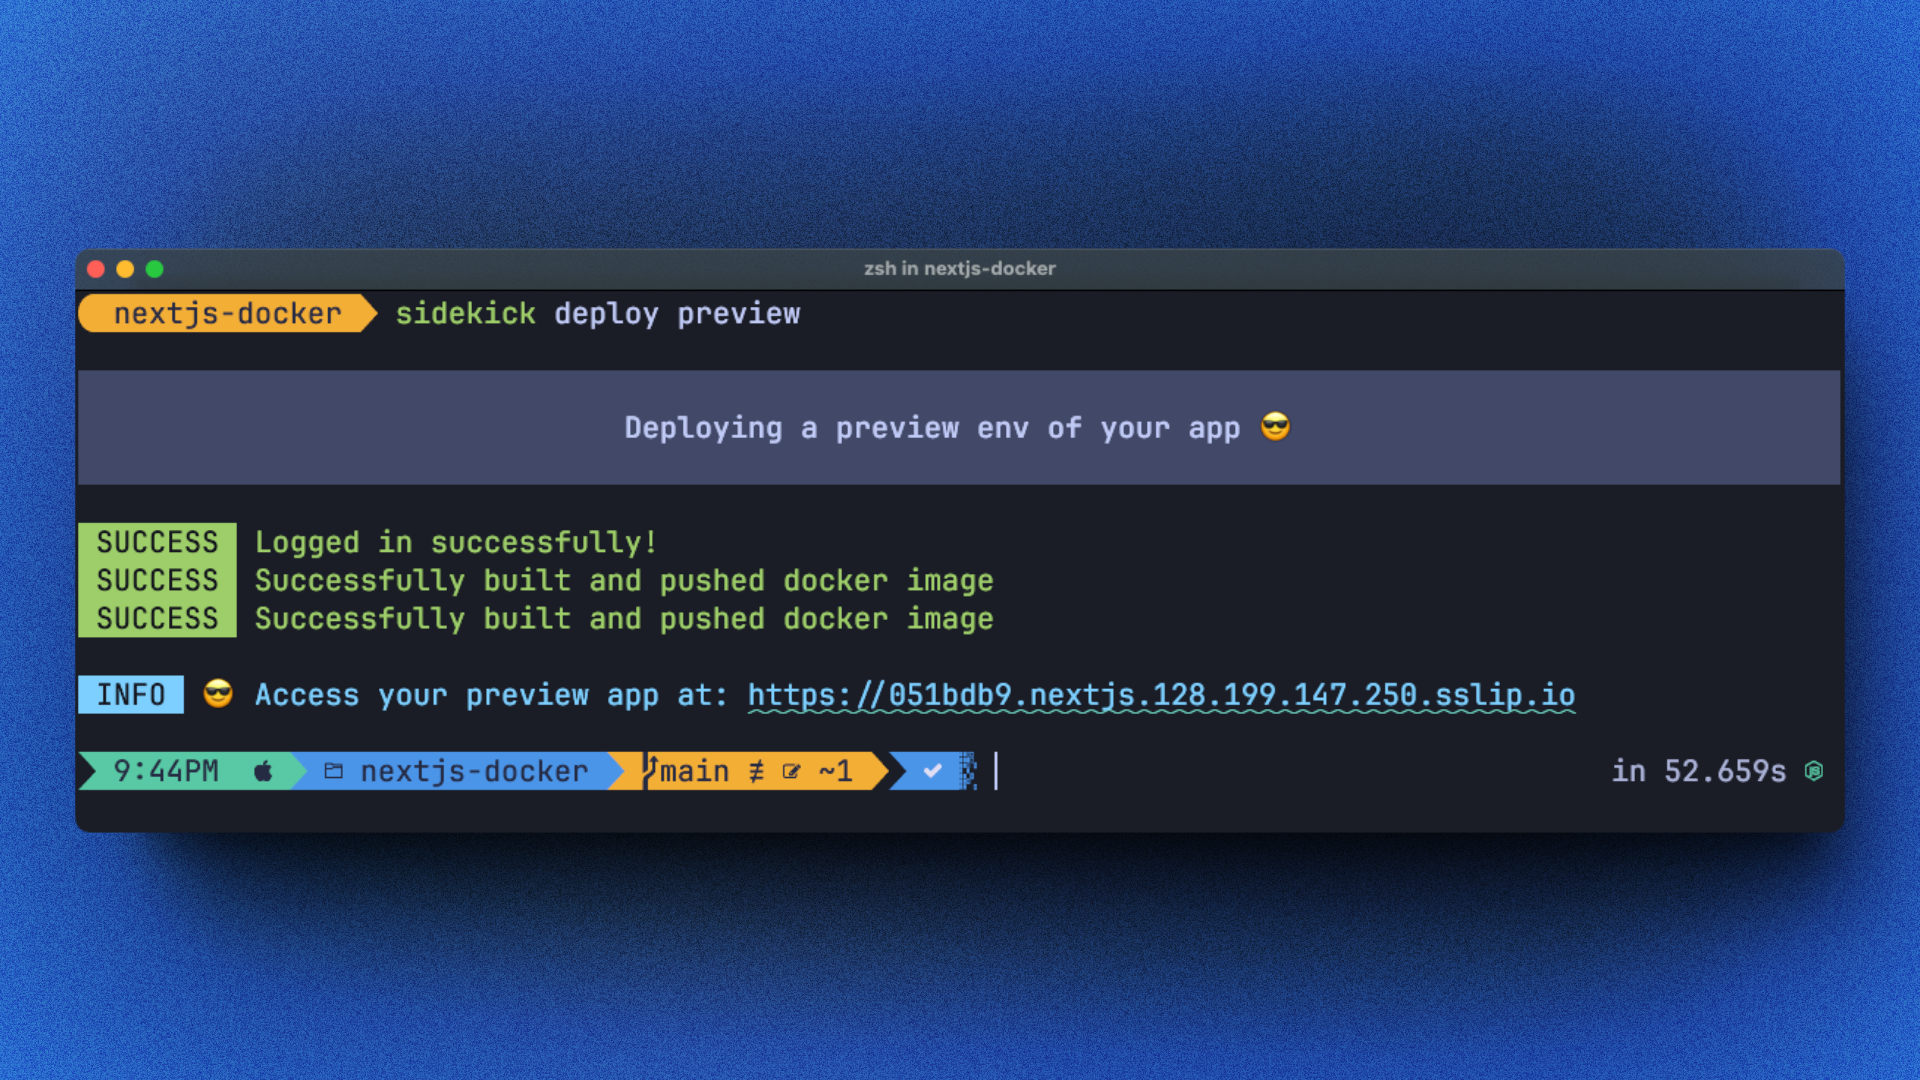 zsh in nextjs-docker
nextjs-docker sidekick deploy preview
Deploying a preview env of your app 😎
SUCCESS Logged in successfully!
SUCCESS Successfully built and pushed docker image
SUCCESS Successfully built and pushed docker image
INFO 😎 Access your preview app at: https://051bdb9.nextjs.128.199.147.250.sslip.io
9:44PM nextjs-docker main ≢ ~1 ✔ in 52.659s